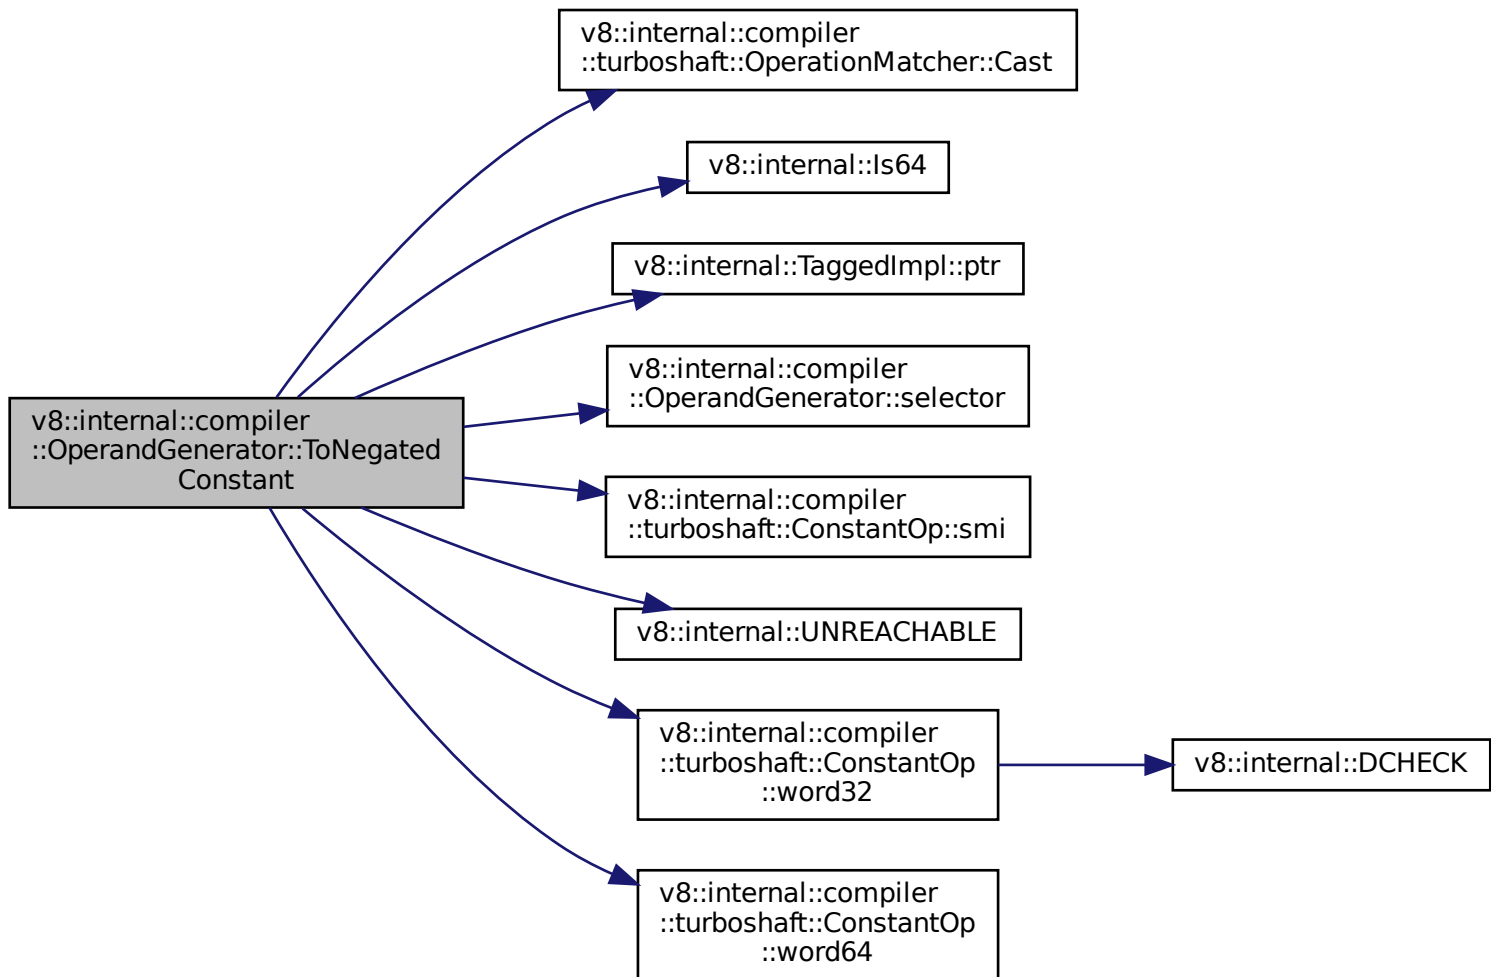 v8::internal::compiler
::turboshaft::OperationMatcher::Cast
v8::internal::Is64
v8::internal::TaggedImpl::ptr
v8::internal::compiler
::OperandGenerator::selector
v8::internal::compiler
::OperandGenerator::ToNegated
Constant
v8::internal::compiler
::turboshaft::ConstantOp::smi
v8::internal::UNREACHABLE
v8::internal::compiler
::turboshaft::ConstantOp
::word32
v8::internal::DCHECK
v8::internal::compiler
::turboshaft::ConstantOp
::word64